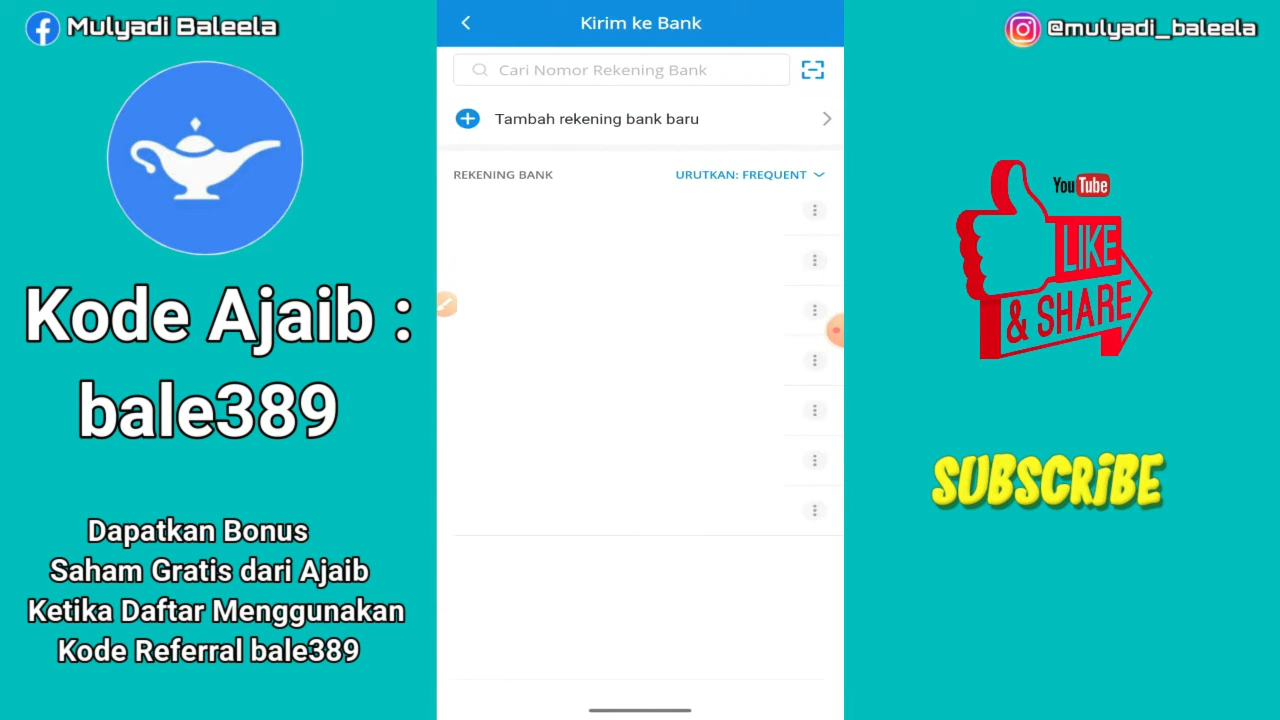 Mulyadi Baleela
Kode Ajaib :
bale389
Dapatkan Bonus
Saham Gratis dari Ajaib
Ketika Daftar Menggunakan
Kode Referral bale389
Kirim ke Bank
Cari Nomor Rekening Bank
Tambah rekening bank baru
REKENING BANK
URUTKAN: FREQUENT
@mulyadi_baleela
YouTube
LIKE
& SHARE
SUBSCRIBE